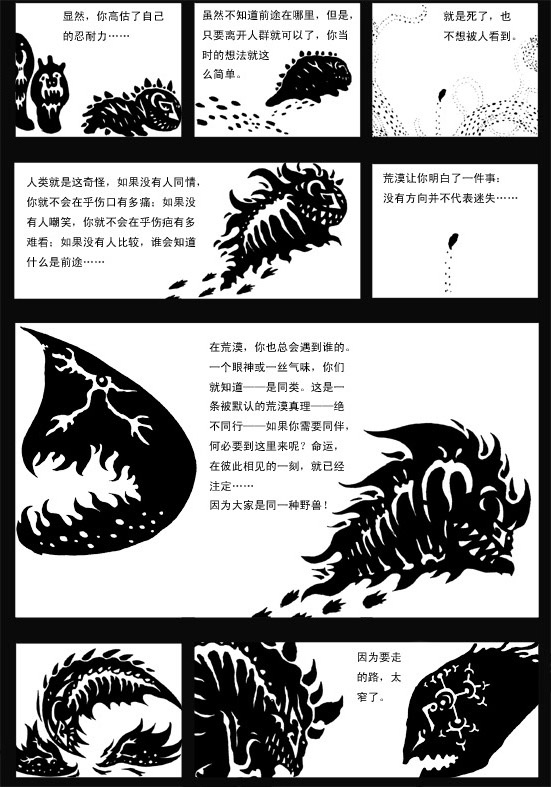 显然，你高估了自己
的忍耐力……
虽然不知道前途在哪里，但是，
只要离开人群就可以了，你当
时的想法就这
么简单。
就是死了，也
不想被人看到。
人类就是这奇怪，如果没有人同情，
你就不会在乎伤口有多痛；如果没
有人嘲笑，你就不会在乎伤疤有多
难看；如果没有人比较，谁会知道
什么是前途……
荒漠让你明白了一件事：
没有方向并不代表迷失……
在荒漠，你也总会遇到谁的。
一个眼神或一丝气味，你们
就知道——是同类。这是一
条被默认的荒漠真理——绝
不同行——如果你需要同伴，
何必要到这里来呢？命运，
在彼此相见的一刻，就已经
注定……
因为大家是同一种野兽！
因为要走
的路，太
窄了。